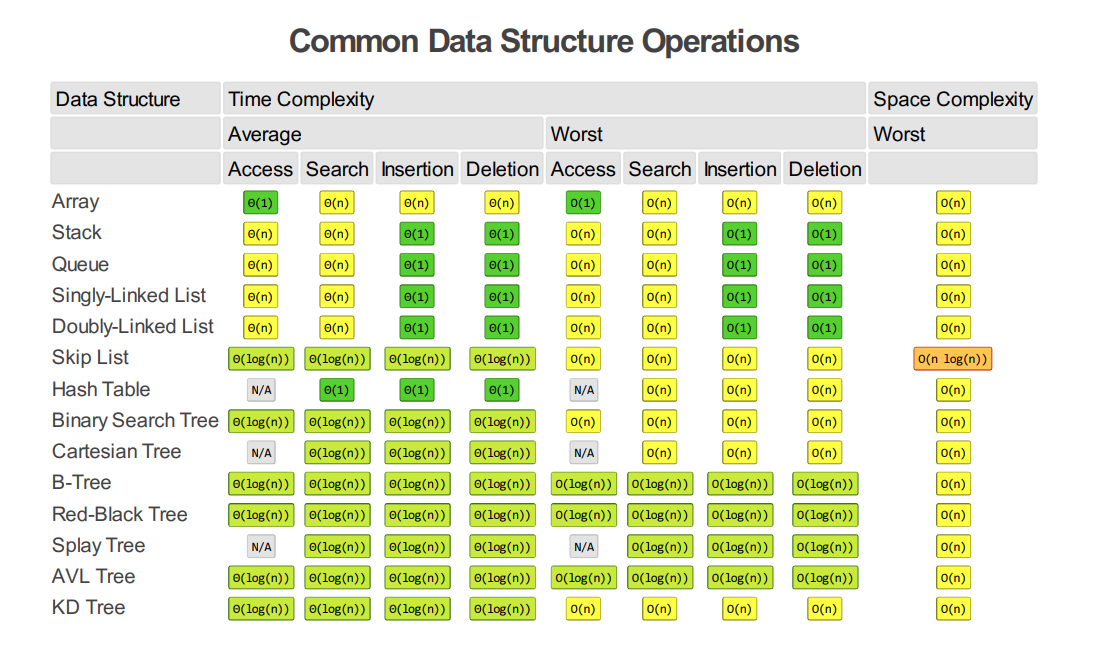 Common Data Structure Operations
Data Structure Time Complexity Space Complexity
Average Worst Worst
Access Search Insertion Deletion Access Search Insertion Deletion
Array Θ(1) Θ(n) Θ(n) Θ(n) O(1) O(n) O(n) O(n) O(n)
Stack Θ(n) Θ(n) Θ(1) Θ(1) O(n) O(n) O(1) O(1) O(n)
Queue Θ(n) Θ(n) Θ(1) Θ(1) O(n) O(n) O(1) O(1) O(n)
Singly-Linked List Θ(n) Θ(n) Θ(1) Θ(1) O(n) O(n) O(1) O(1) O(n)
Doubly-Linked List Θ(n) Θ(n) Θ(1) Θ(1) O(n) O(n) O(1) O(1) O(n)
Skip List Θ(log(n)) Θ(log(n)) Θ(log(n)) Θ(log(n)) O(n) O(n) O(n) O(n) O(n log(n))
Hash Table N/A Θ(1) Θ(1) Θ(1) N/A O(n) O(n) O(n) O(n)
Binary Search Tree Θ(log(n)) Θ(log(n)) Θ(log(n)) Θ(log(n)) O(n) O(n) O(n) O(n) O(n)
Cartesian Tree N/A Θ(log(n)) Θ(log(n)) Θ(log(n)) N/A O(n) O(n) O(n) O(n)
B-Tree Θ(log(n)) Θ(log(n)) Θ(log(n)) Θ(log(n)) O(log(n)) O(log(n)) O(log(n)) O(log(n)) O(n)
Red-Black Tree Θ(log(n)) Θ(log(n)) Θ(log(n)) Θ(log(n)) O(log(n)) O(log(n)) O(log(n)) O(log(n)) O(n)
Splay Tree N/A Θ(log(n)) Θ(log(n)) Θ(log(n)) N/A O(log(n)) O(log(n)) O(log(n)) O(n)
AVL Tree Θ(log(n)) Θ(log(n)) Θ(log(n)) Θ(log(n)) O(log(n)) O(log(n)) O(log(n)) O(log(n)) O(n)
KD Tree Θ(log(n)) Θ(log(n)) Θ(log(n)) Θ(log(n)) O(n) O(n) O(n) O(n) O(n)